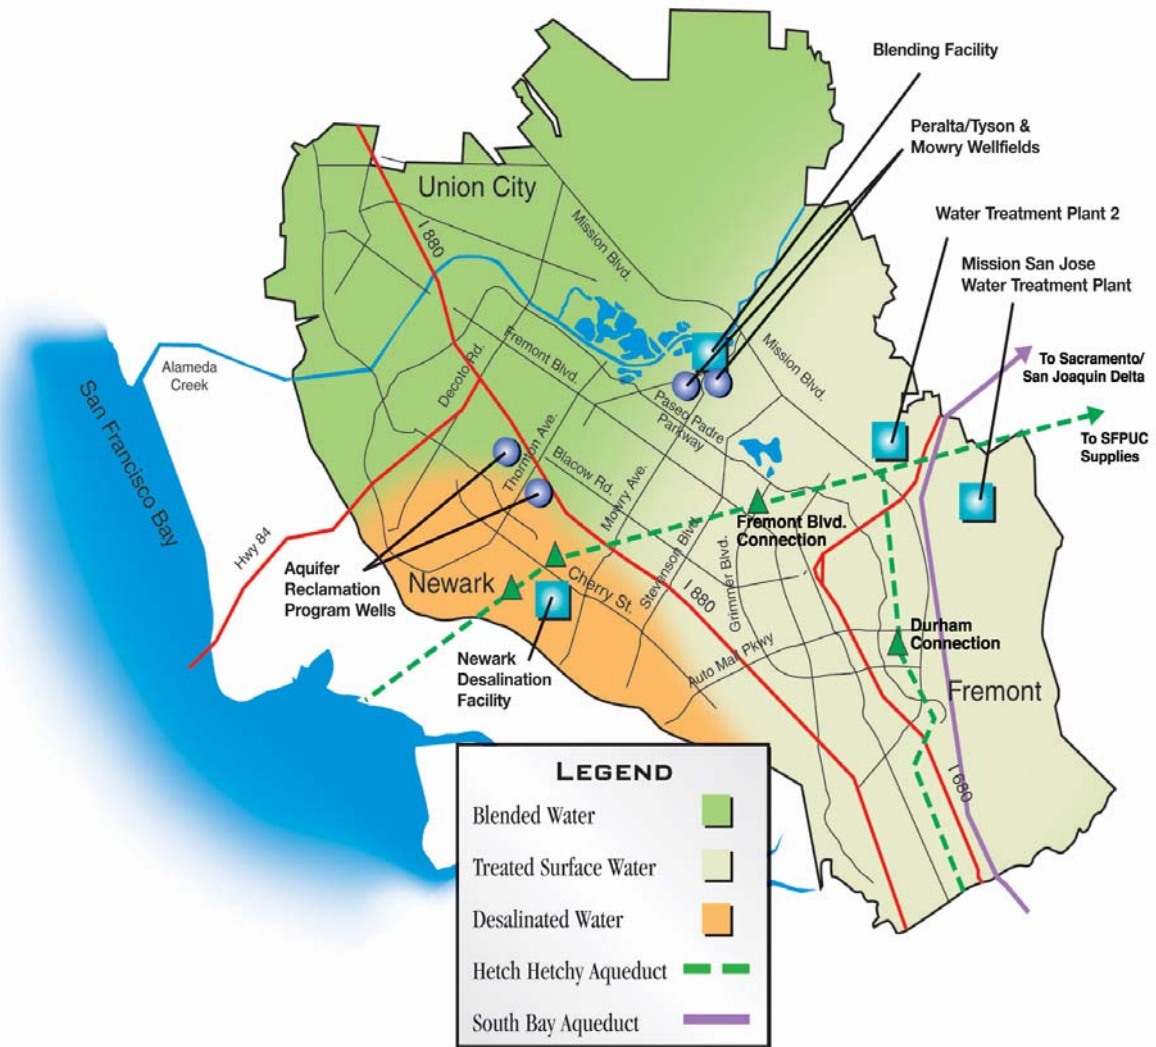 Blending Facility
Peralta/Tyson &
Mowry Wellfields
Union City
I 880
Mission Blvd.
Water Treatment Plant 2
Mission San Jose
Water Treatment Plant
Alameda
Creek
San Francisco Bay
Decoto Rd.
Fremont Blvd.
Mission Blvd.
To Sacramento/
San Joaquin Delta
Paseo Padre
Parkway
To SFPUC
Supplies
Thornton Ave.
Blacow Rd.
Mowry Ave.
Hwy 84
Fremont Blvd.
Connection
Stevenson Blvd.
Grimmer Blvd.
Aquifer
Reclamation
Program Wells
Newark
Cherry St.
I 880
Durham
Connection
Auto Mall Pkwy
Newark
Desalination
Facility
Fremont
I 680
LEGEND
Blended Water
Treated Surface Water
Desalinated Water
Hetch Hetchy Aqueduct
South Bay Aqueduct